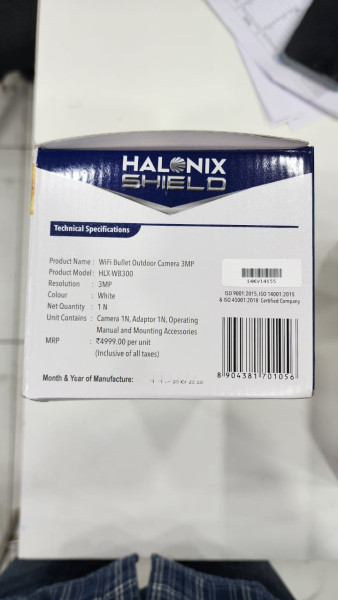 HALONIX
SHIELD
Technical Specifications
Product Name : WiFi Bullet Outdoor Camera 3MP
Product Model : HLX-WB300
Resolution : 3MP
Colour : White
Net Quantity : 1 N
Unit Contains : Camera 1N, Adaptor 1N, Operating
Manual and Mounting Accessories
MRP : ₹4999.00 per unit
(Inclusive of all taxes)
Month & Year of Manufacture:
ISO 9001:2015, ISO 14001:2015
& ISO 45001:2018 Certified Company
8 904381 701056